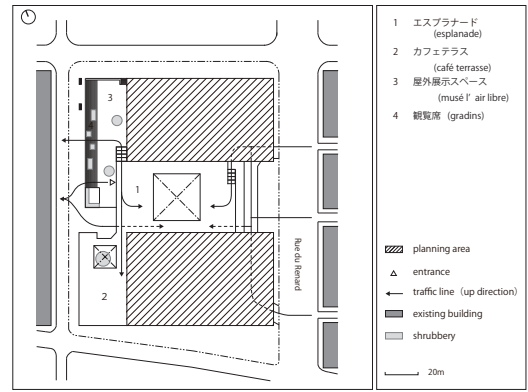 3
4
1
2
Rue du Renard
1 エスプラナード
(esplanade)
2 カフェテラス
(café terrasse)
3 屋外展示スペース
(musé l' air libre)
4 観覧席 (gradins)
planning area
entrance
traffic line（up direction）
existing building
shrubbery
20m